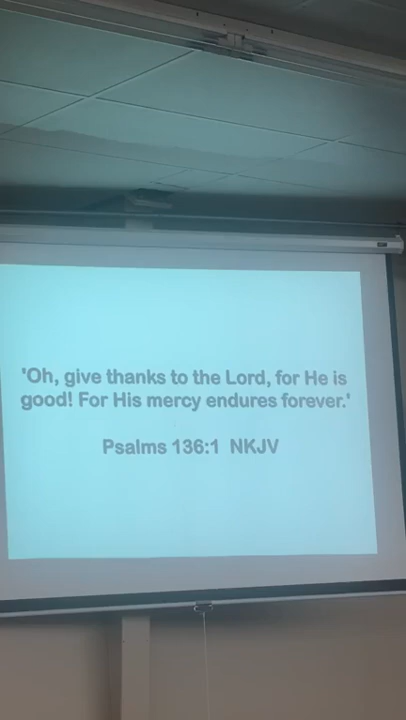 'Oh, give thanks to the Lord, for He is
good! For His mercy endures forever.'
Psalms 136:1 NKJV